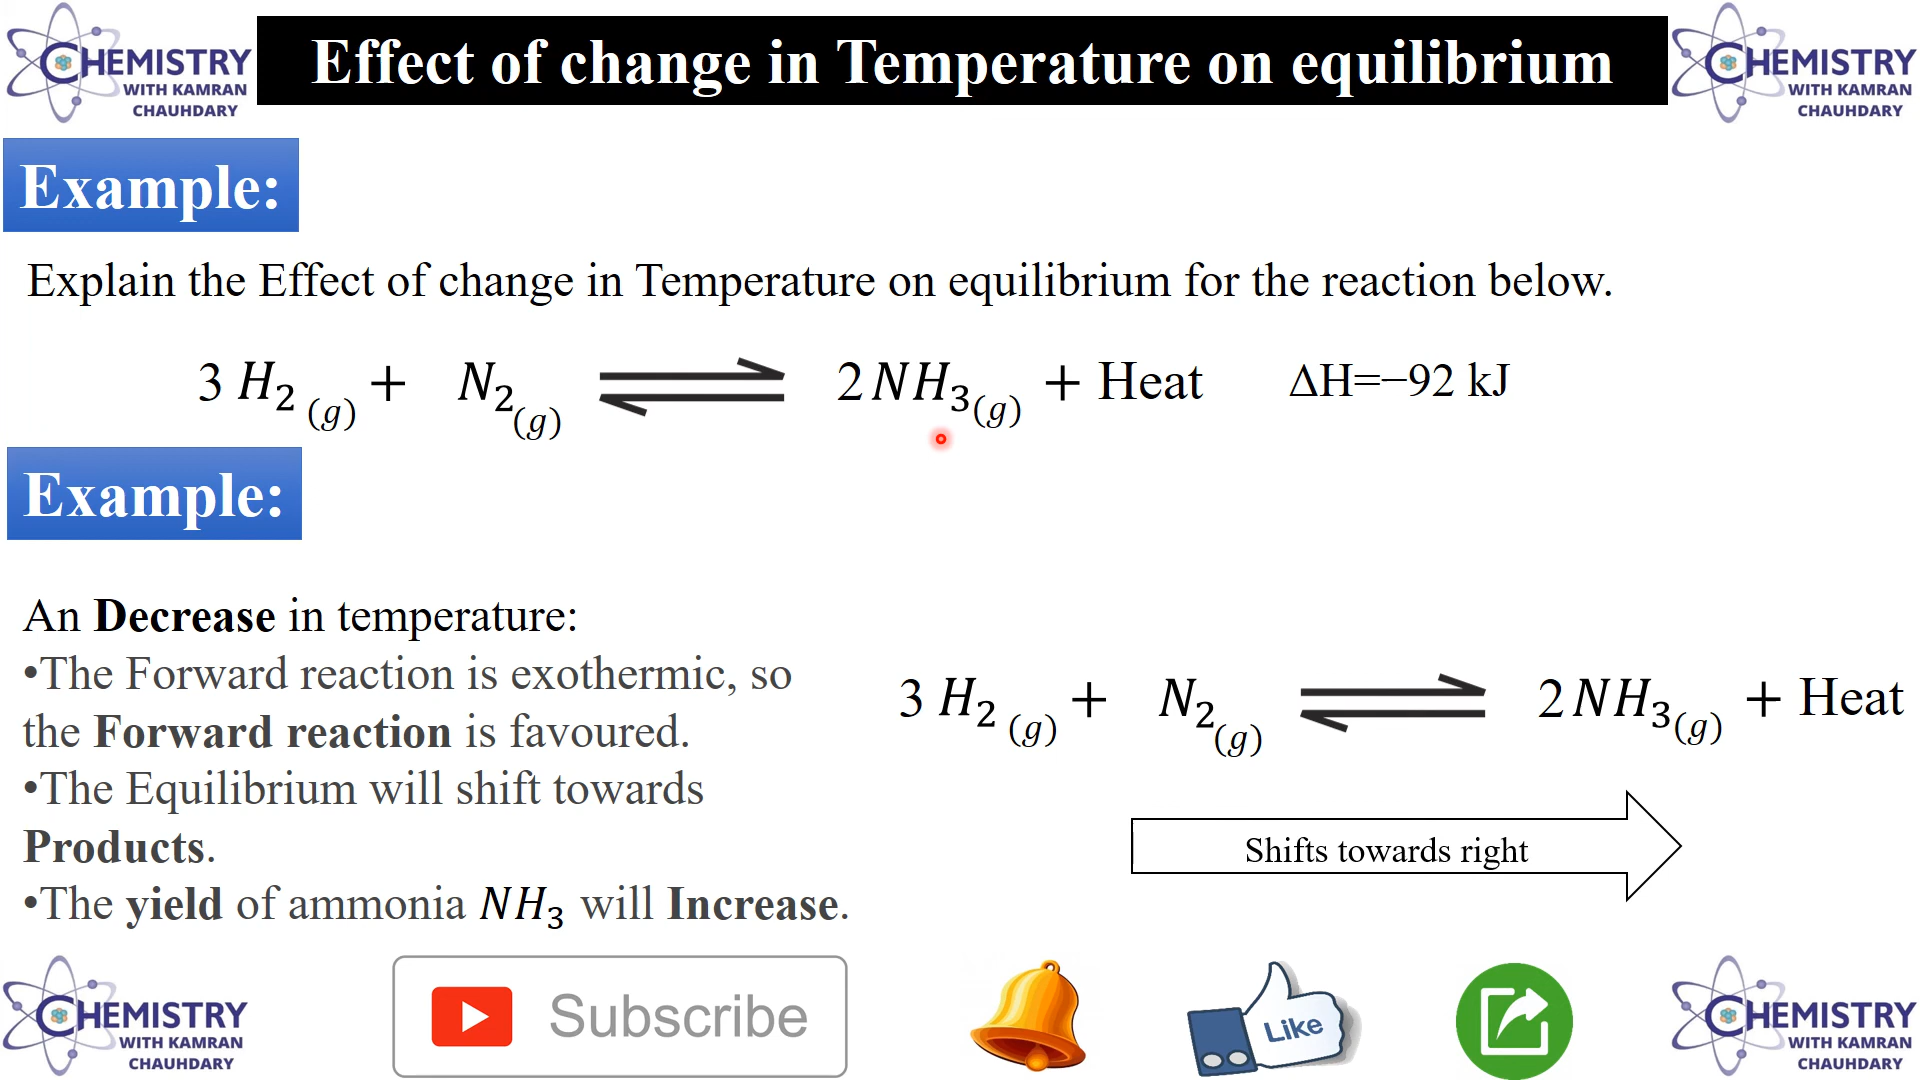 CHEMISTRY
WITH KAMRAN
CHAUHDARY
Effect of change in Temperature on equilibrium
CHEMISTRY
WITH KAMRAN
CHAUHDARY
Example:
Explain the Effect of change in Temperature on equilibrium for the reaction below.
3 H₂ (g) + N₂(g) ⇌ 2NH₃(g) + Heat ΔH=−92 kJ
Example:
An Decrease in temperature:
•The Forward reaction is exothermic, so
the Forward reaction is favoured.
•The Equilibrium will shift towards
Products.
•The yield of ammonia NH₃ will Increase.
3 H₂ (g) + N₂(g) ⇌ 2NH₃(g) + Heat
Shifts towards right
CHEMISTRY
WITH KAMRAN
CHAUHDARY
Subscribe
Like
CHEMISTRY
WITH KAMRAN
CHAUHDARY